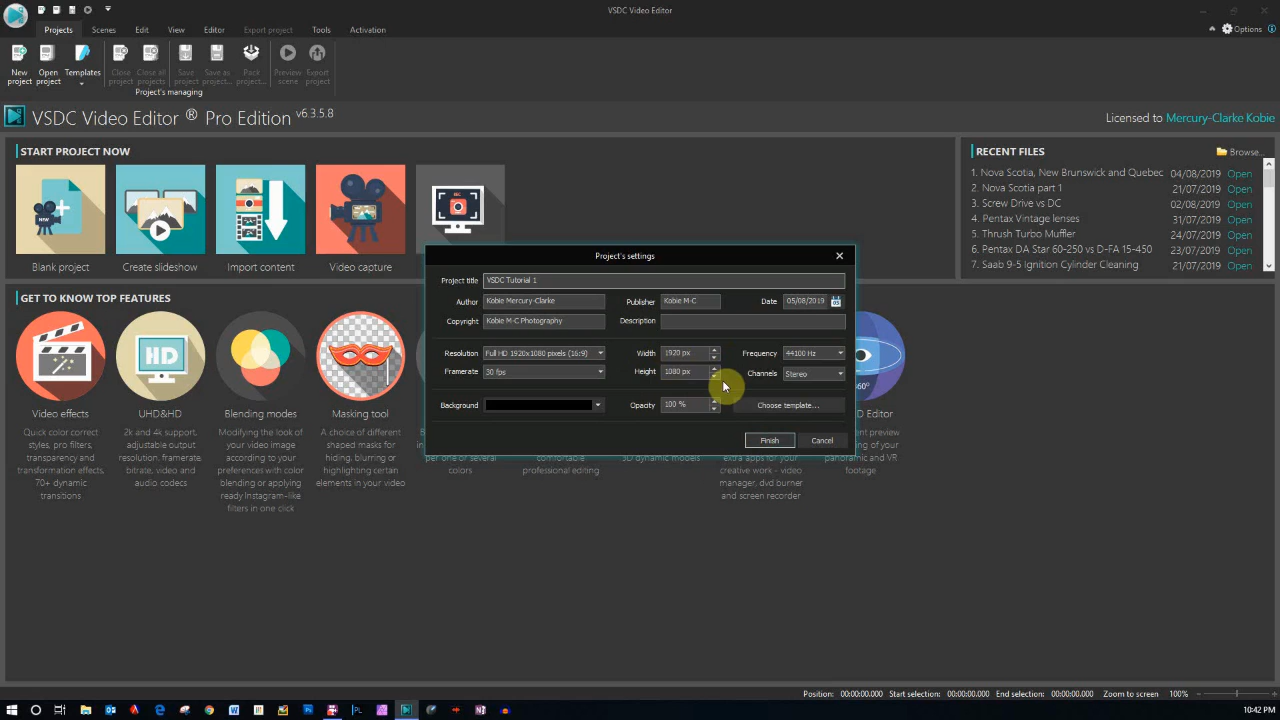 VSDC Video Editor
Projects Scenes Edit View Editor Export project Tools Activation
Options
New project
Open project
Templates
Close project
Close all projects
Save project
Save as project...
Pack project...
Preview scene
Export project
Project's managing
VSDC Video Editor ® Pro Edition v6.3.5.8
Licensed to Mercury-Clarke Kobie
START PROJECT NOW
Blank project
Create slideshow
Import content
Video capture
REC
RECENT FILES
Browse...
1. Nova Scotia, New Brunswick and Quebec 04/08/2019 Open
2. Nova Scotia part 1 21/07/2019 Open
3. Screw Drive vs DC 02/08/2019 Open
4. Pentax Vintage lenses 31/07/2019 Open
5. Thrush Turbo Muffler 24/07/2019 Open
6. Pentax DA Star 60-250 vs D-FA 15-450 23/07/2019 Open
7. Saab 9-5 Ignition Cylinder Cleaning 21/07/2019 Open
Project's settings
Project title VSDC Tutorial 1
Author Kobie Mercury-Clarke Publisher Kobie M-C Date 05/08/2019
Copyright Kobie M-C Photography Description
Resolution Full HD 1920x1080 pixels (16:9) Width 1920 px Frequency 44100 Hz
Framerate 30 fps Height 1080 px Channels Stereo
Background Opacity 100 % Choose template...
Finish Cancel
GET TO KNOW TOP FEATURES
NEW
HD
360°
Video effects
Quick color correct
styles, pro filters,
transparency and
transformation effects,
70+ dynamic
transitions
UHD&HD
2k and 4k support,
adjustable output
resolution, framerate,
bitrate, video and
audio codecs
Blending modes
Modifying the look of
your video image
according to your
preferences with color
blending or applying
ready Instagram-like
filters in one click
Masking tool
A choice of different
shaped masks for
hiding, blurring or
highlighting certain
elements in your video
per one or several
colors
comfortable
professional editing
3D dynamic models
extra apps for your
creative work - video
manager, dvd burner
and screen recorder
Editor
preview
of your
panoramic and VR
footage
Position: 00:00:00.000 Start selection: 00:00:00.000 End selection: 00:00:00.000 Zoom to screen 100%
10:42 PM